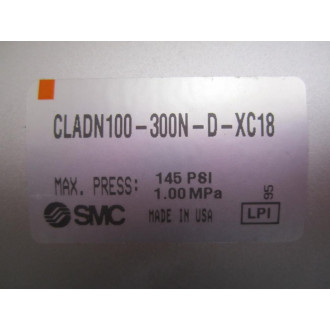 CLADN100-300N-D-XC18
MAX. PRESS: 145 PSI
1.00 MPa
SMC MADE IN USA LPI 95